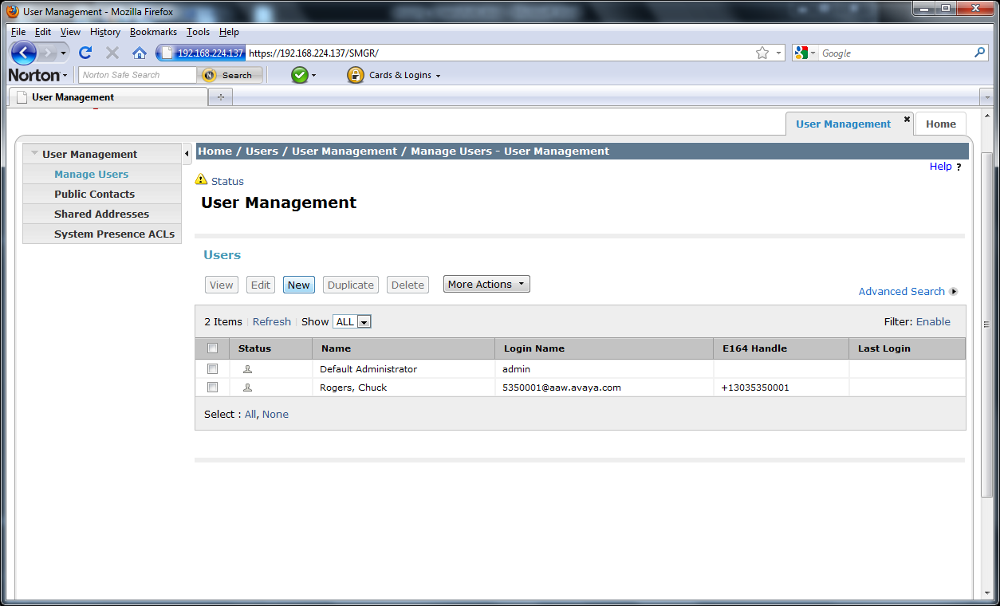 User Management - Mozilla Firefox
File Edit View History Bookmarks Tools Help
192.168.224.137 https://192.168.224.137/SMGR/ Google
Norton Norton Safe Search Search Cards & Logins
User Management
User Management Home
User Management
Manage Users
Public Contacts
Shared Addresses
System Presence ACLs
Home / Users / User Management / Manage Users - User Management
Help ?
Status
User Management
Users
View Edit New Duplicate Delete More Actions
Advanced Search
2 Items Refresh Show ALL Filter: Enable
Status Name Login Name E164 Handle Last Login
Default Administrator admin
Rogers, Chuck 5350001@aaw.avaya.com +13035350001
Select : All, None